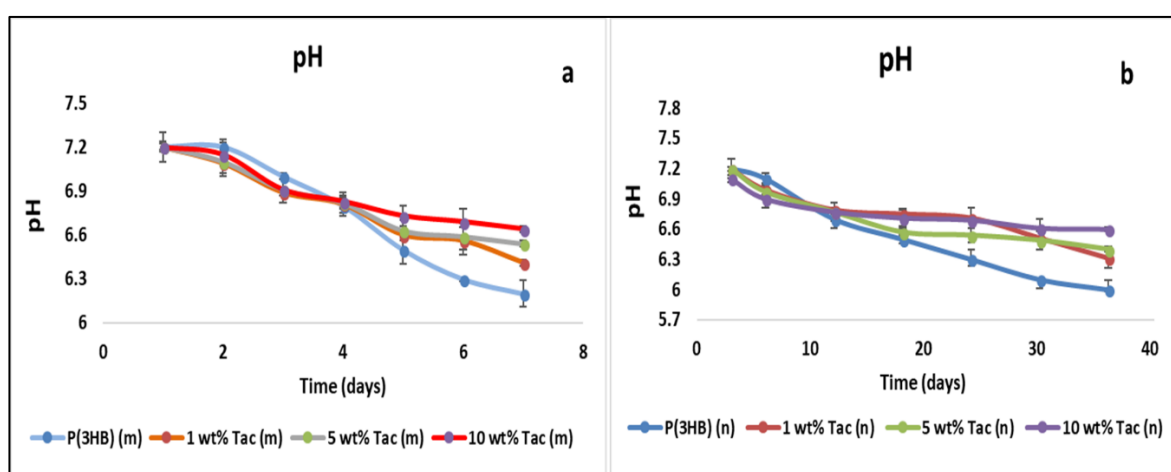 pH
a
7.5
7.2
6.9
6.6
6.3
6
pH
0 2 4 6 8
Time (days)
P(3HB) (m) 1 wt% Tac (m) 5 wt% Tac (m) 10 wt% Tac (m)
pH
b
7.8
7.5
7.2
6.9
6.6
6.3
6
5.7
pH
0 10 20 30 40
Time (days)
P(3HB) (n) 1 wt% Tac (n) 5 wt% Tac (n) 10 wt% Tac (n)